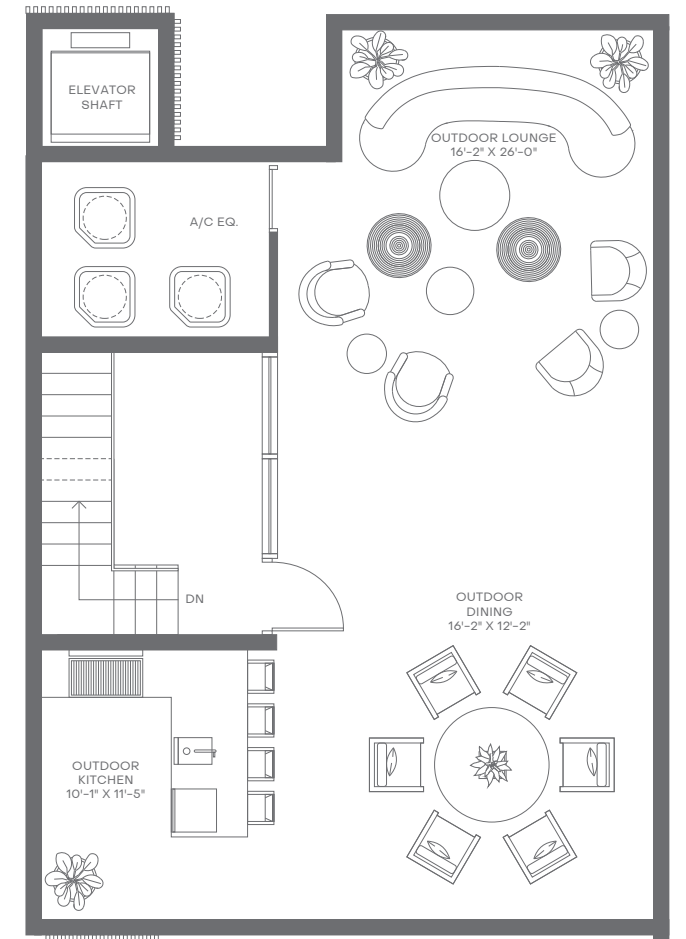 ELEVATOR
SHAFT
OUTDOOR LOUNGE
16'-2" X 26'-0"
A/C EQ.
DN
OUTDOOR
DINING
16'-2" X 12'-2"
OUTDOOR
KITCHEN
10'-1" X 11'-5"